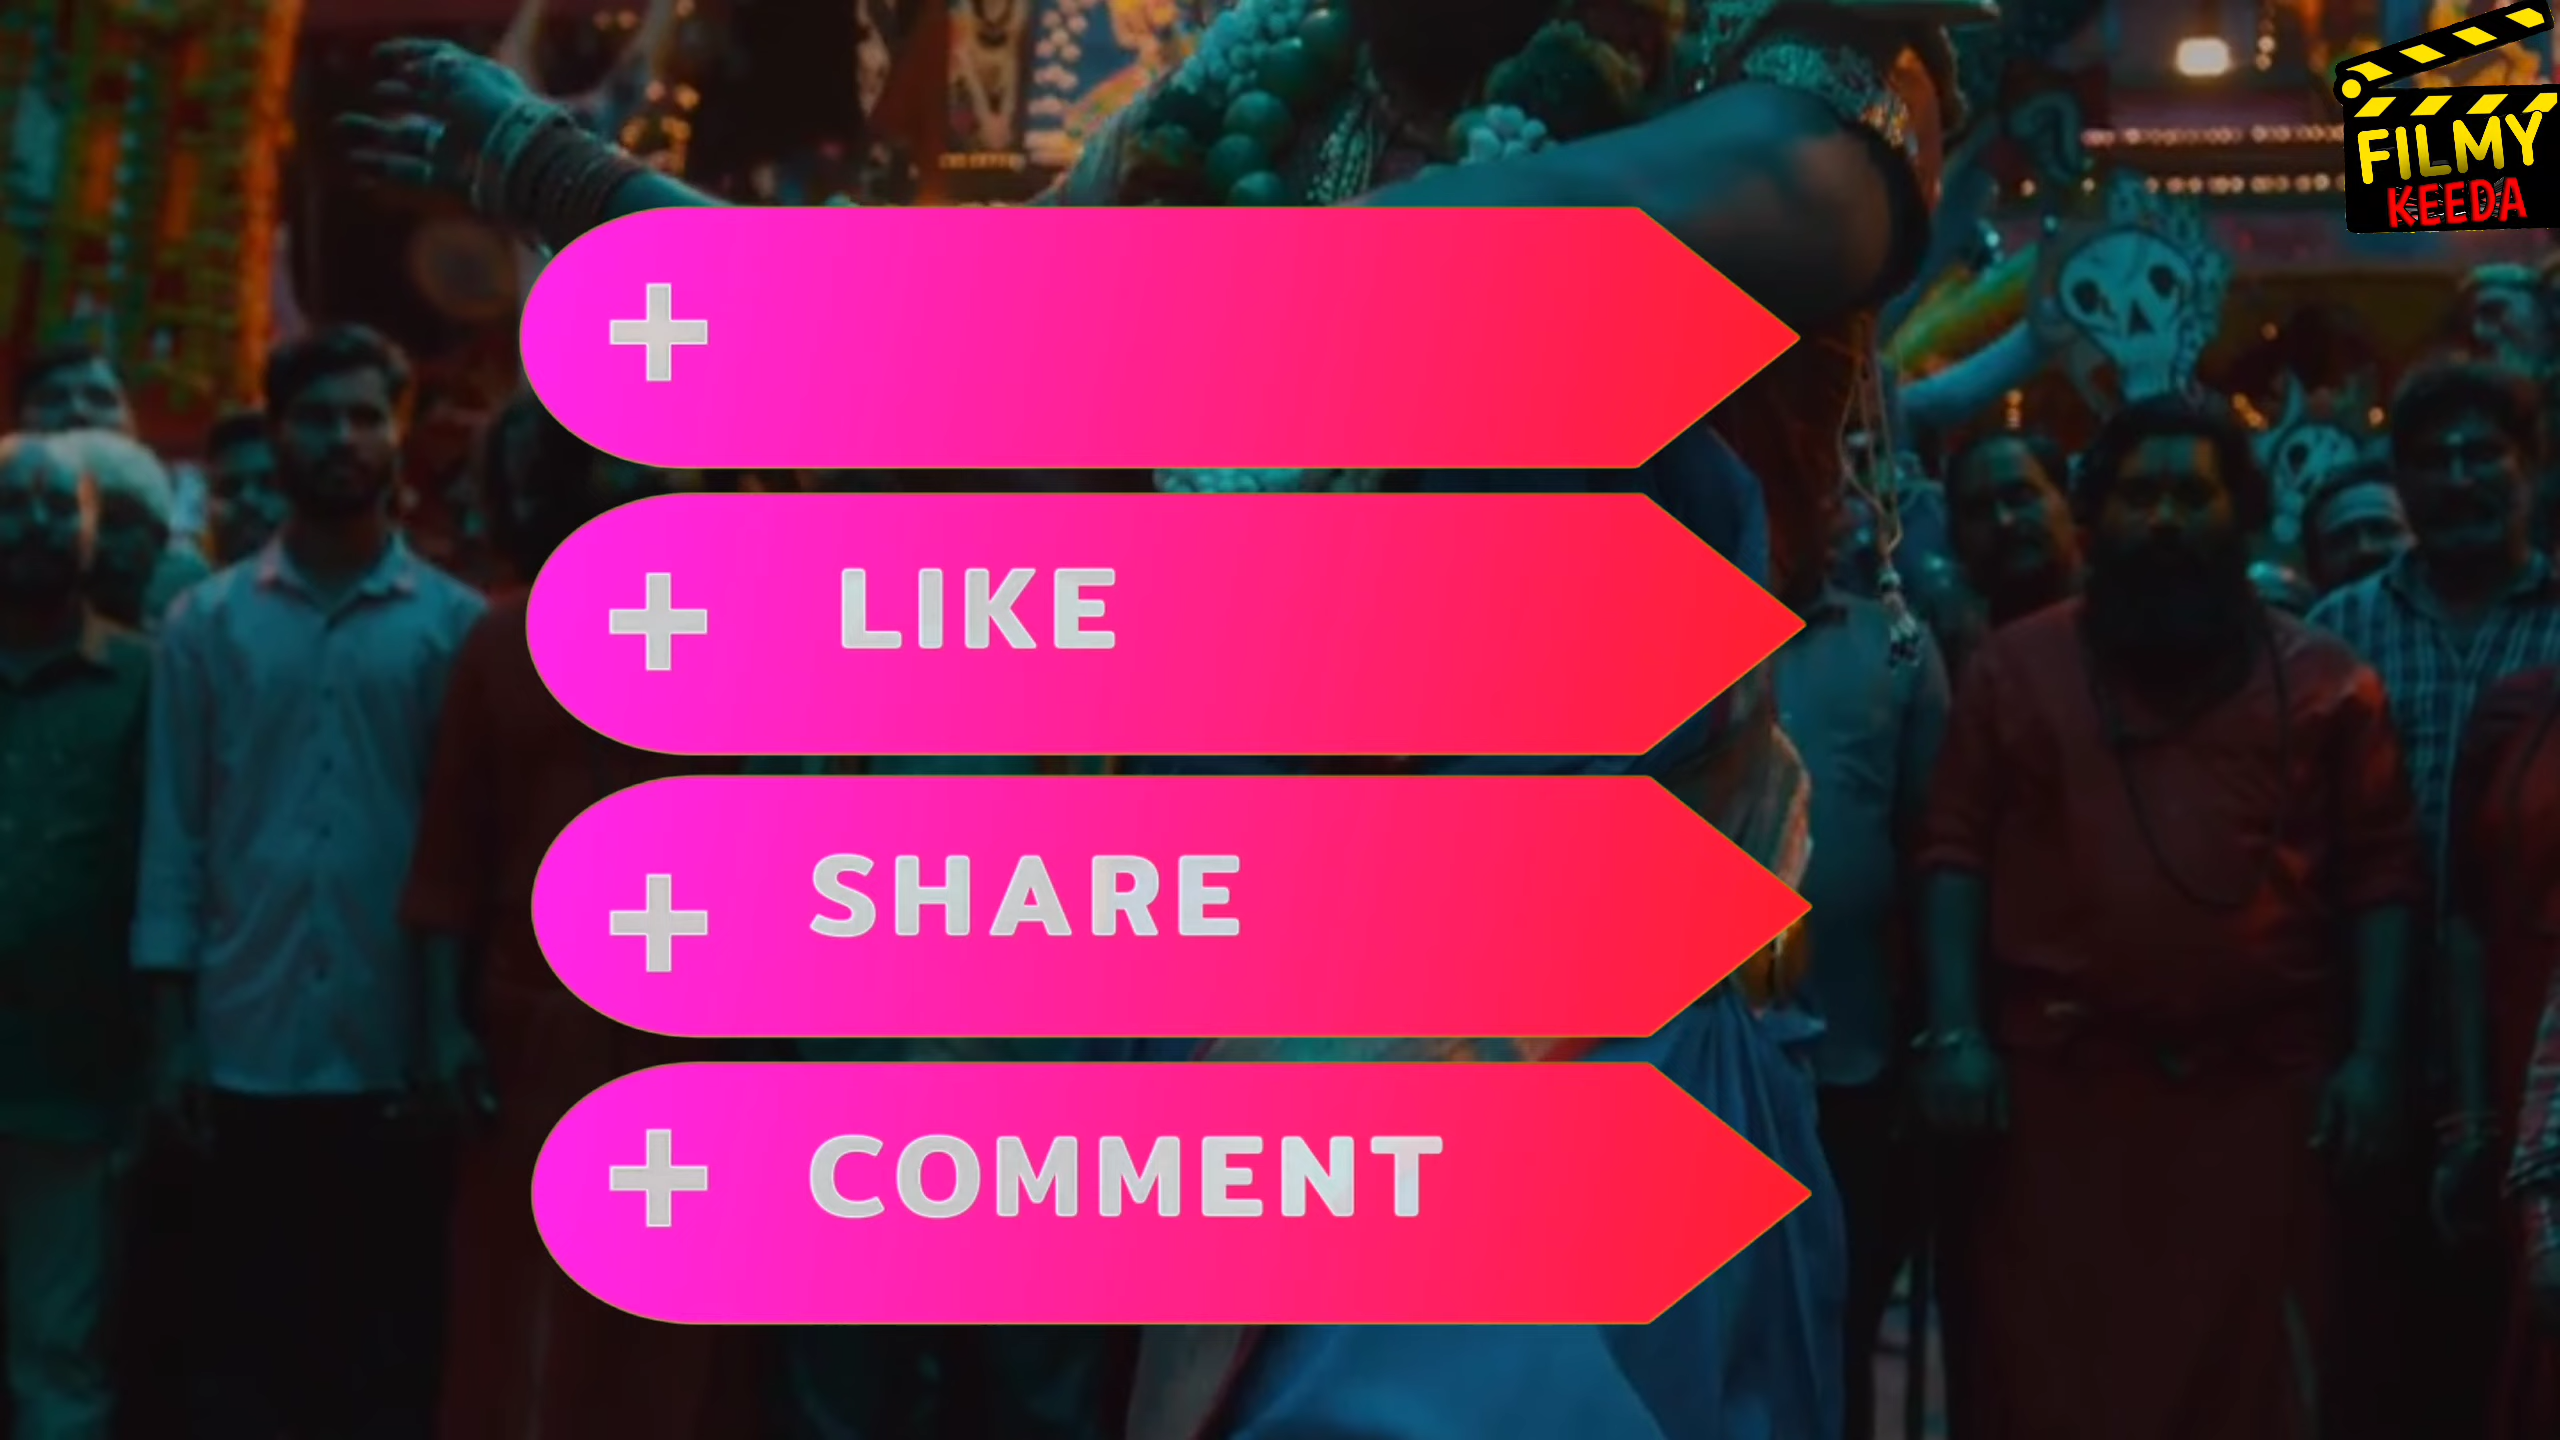 FILMY
KEEDA
+
+ LIKE
+ SHARE
+ COMMENT